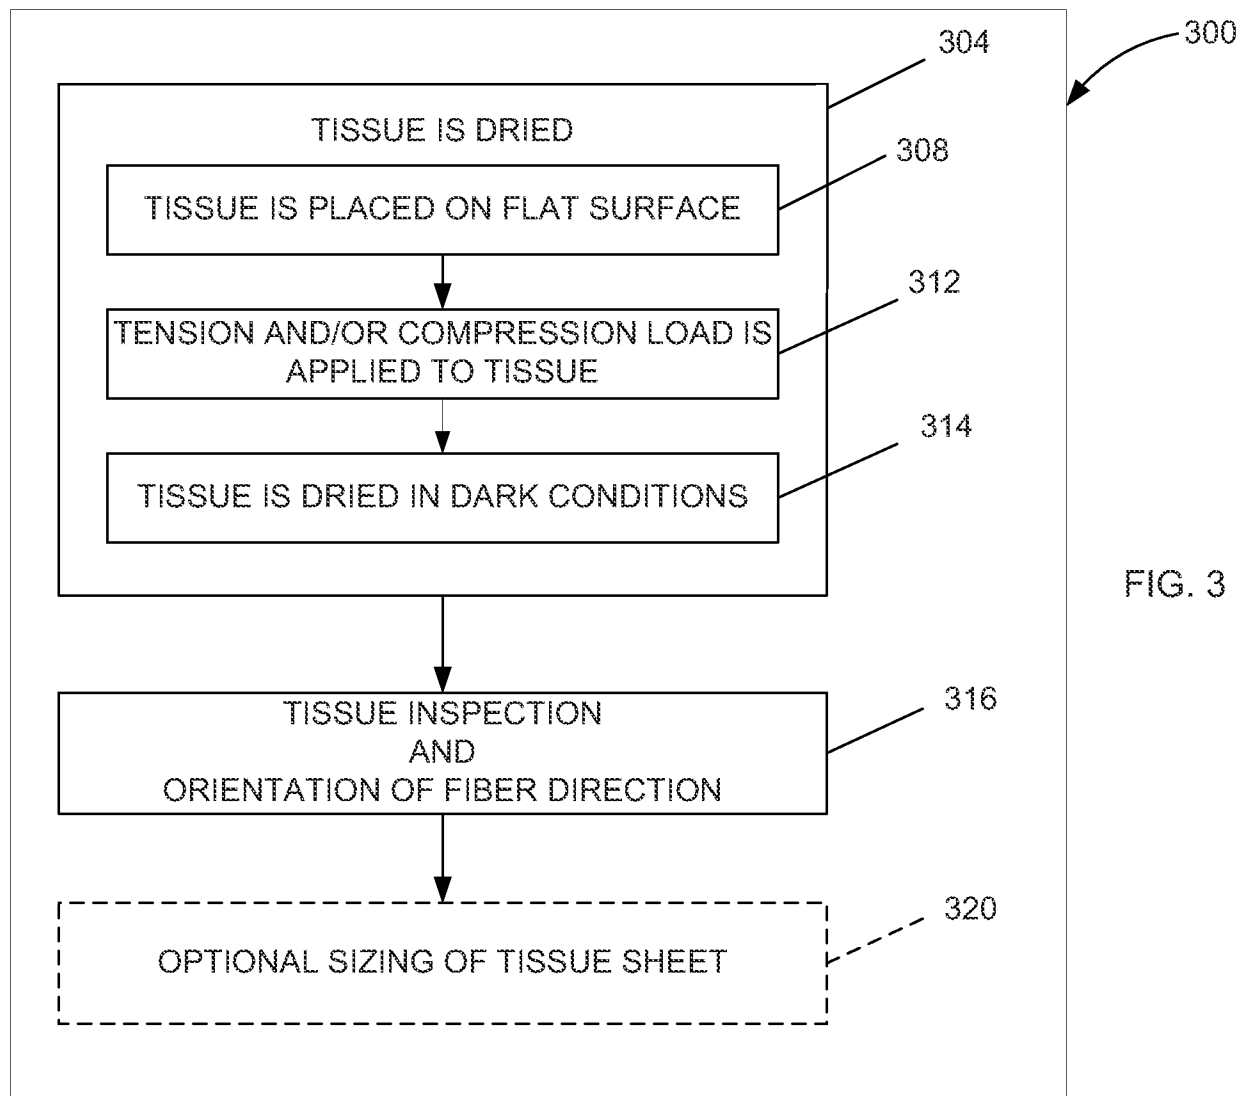 300
304
TISSUE IS DRIED
308
TISSUE IS PLACED ON FLAT SURFACE
312
TENSION AND/OR COMPRESSION LOAD IS
APPLIED TO TISSUE
314
TISSUE IS DRIED IN DARK CONDITIONS
FIG. 3
316
TISSUE INSPECTION
AND
ORIENTATION OF FIBER DIRECTION
320
OPTIONAL SIZING OF TISSUE SHEET